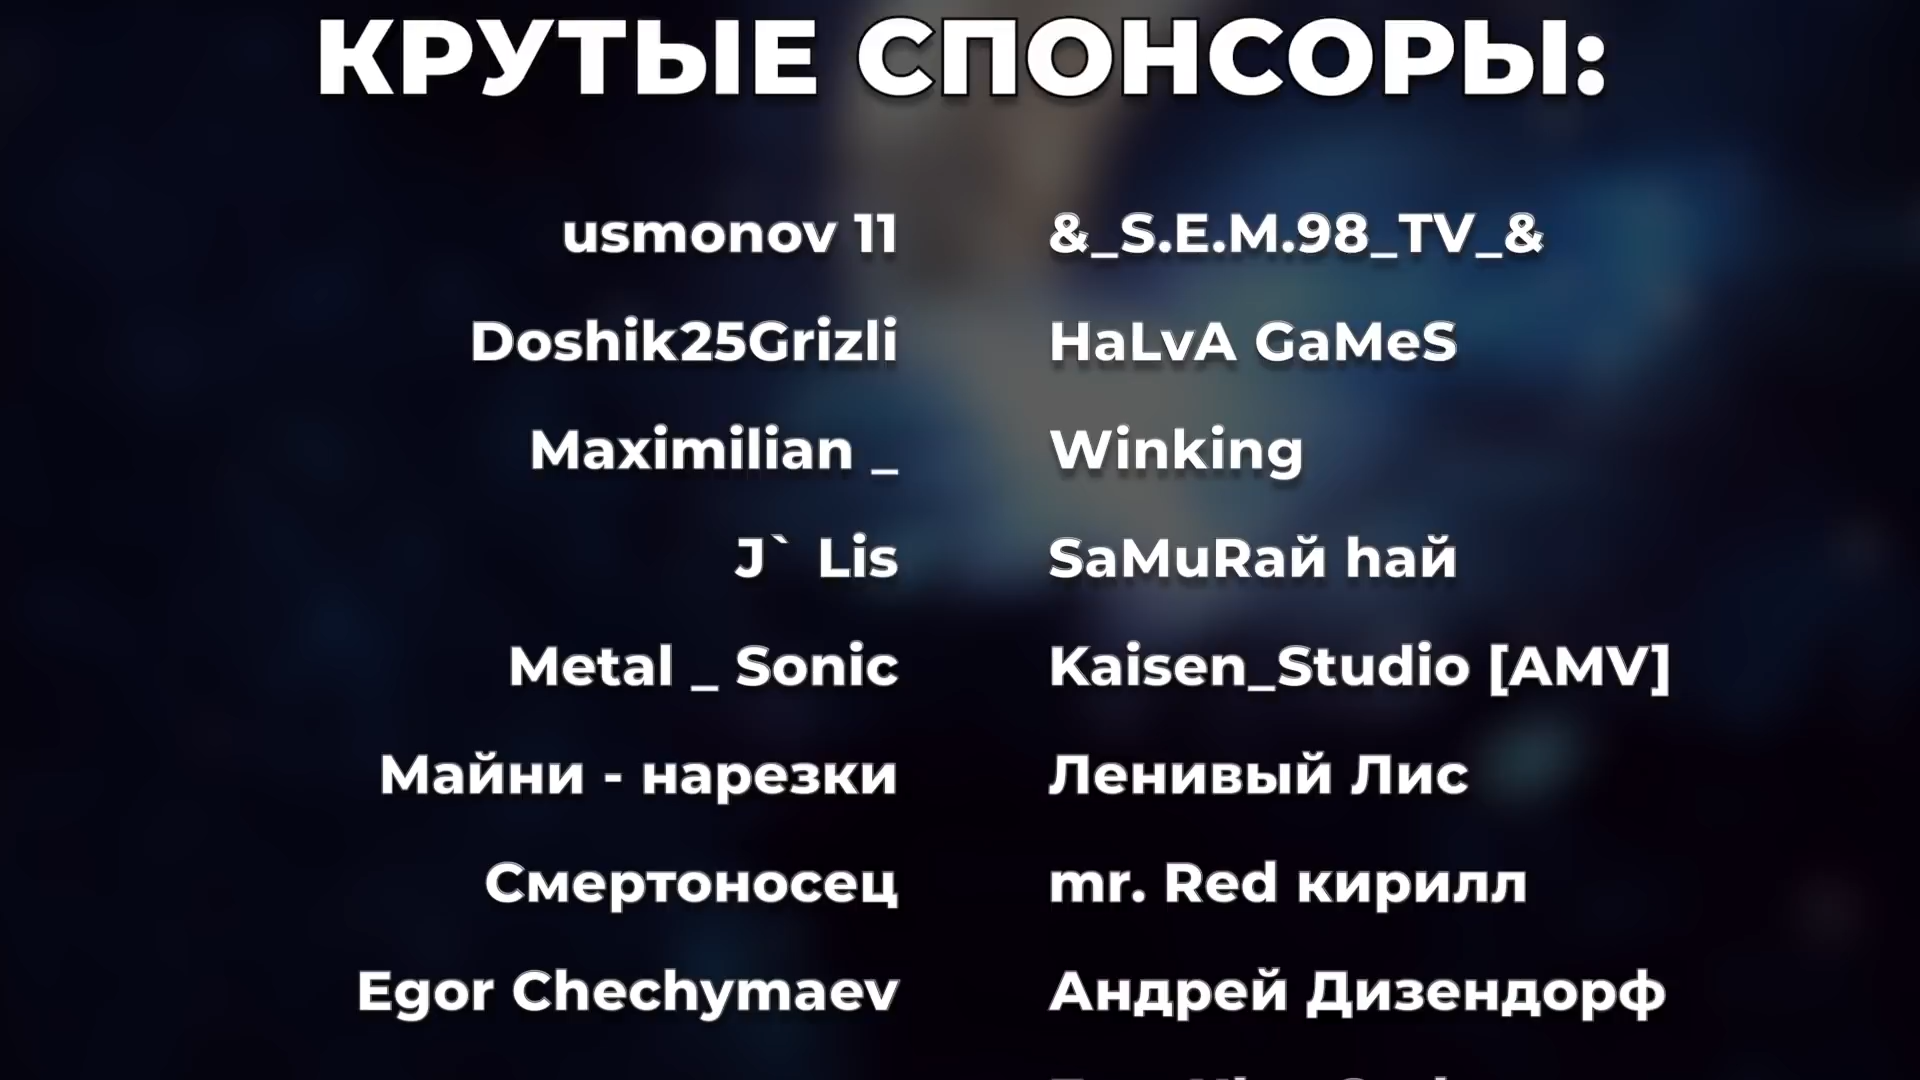 КРУТЫЕ СПОНСОРЫ:
usmonov 11 &_S.E.M.98_TV_&
Doshik25Grizli HaLvA GaMeS
Maximilian _ Winking
J` Lis SaMuRaй haй
Metal _ Sonic Kaisen_Studio [AMV]
Майни - нарезки Ленивый Лис
Смертоносец mr. Red кирилл
Egor Chechymaev Андрей Дизендорф